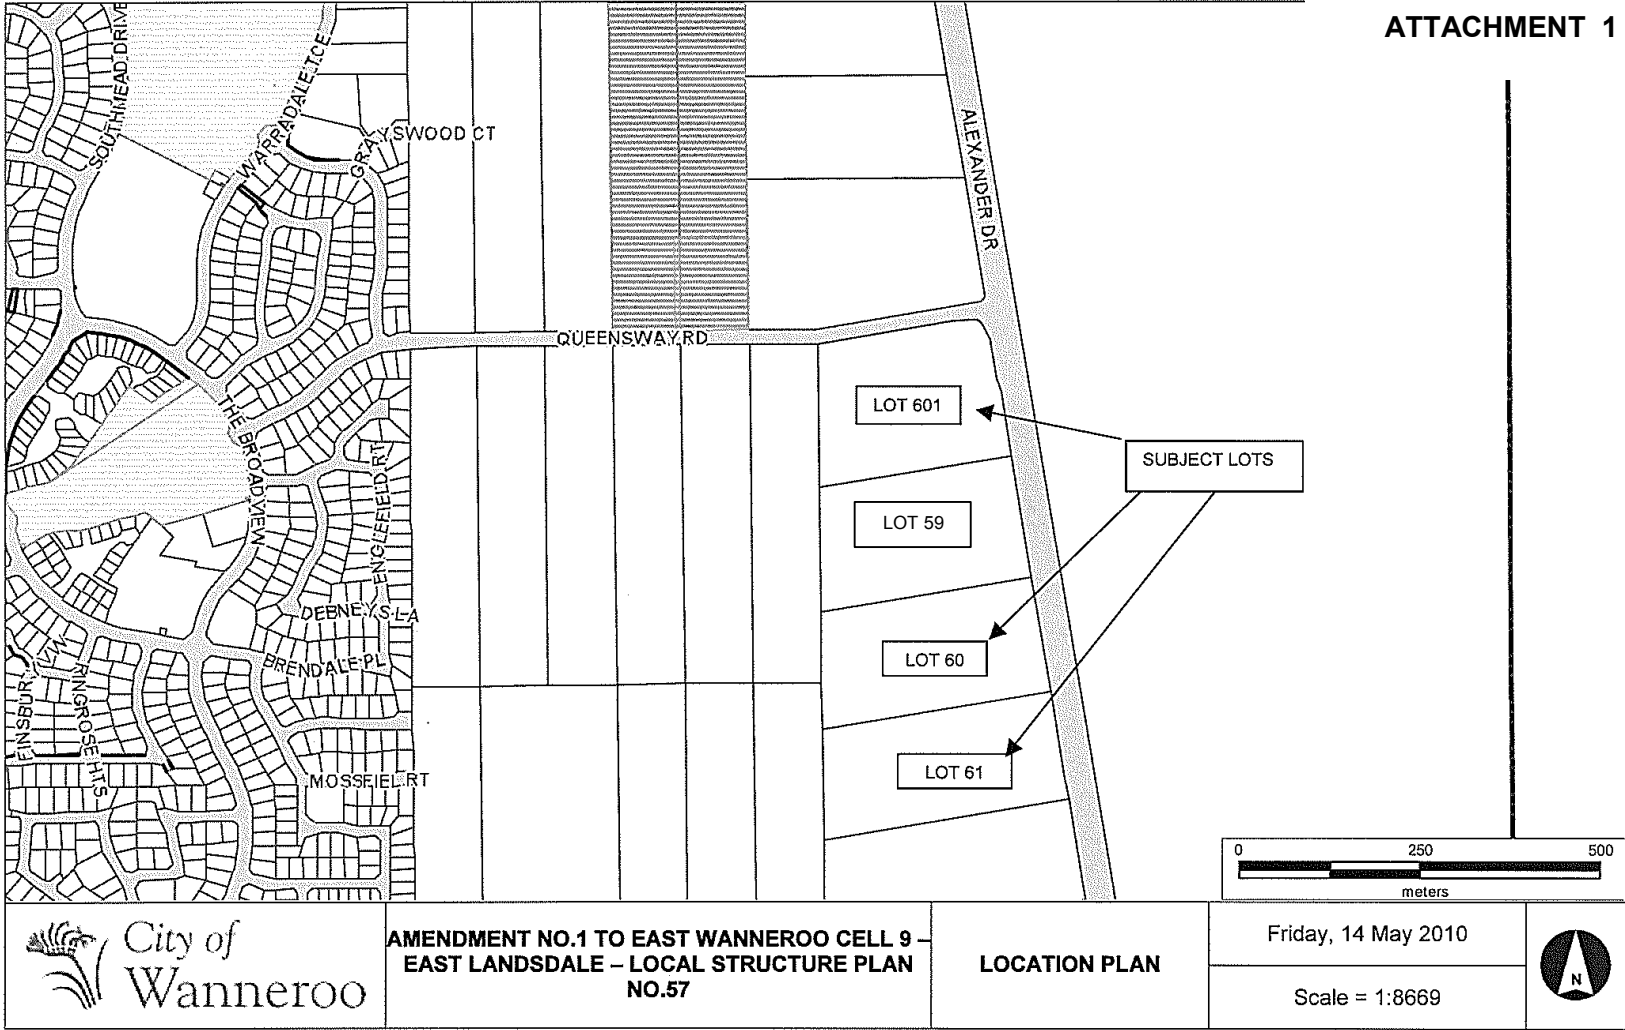 ATTACHMENT 1
SOUTHMEAD DRIVE
WARRADALE TCE
GRAYSWOOD CT
ALEXANDER DR
QUEENSWAY RD
LOT 601
SUBJECT LOTS
THE BROADVIEW
ENGLEFIELD RT
LOT 59
DEBNEYS LA
LOT 60
BRENDALE PL
FINSBURY VW
RINGROSE HTS
LOT 61
MOSSFIEL RT
0 250 500
meters
City of
Wanneroo
AMENDMENT NO.1 TO EAST WANNEROO CELL 9 –
EAST LANDSDALE – LOCAL STRUCTURE PLAN
NO.57
LOCATION PLAN
Friday, 14 May 2010
Scale = 1:8669
N